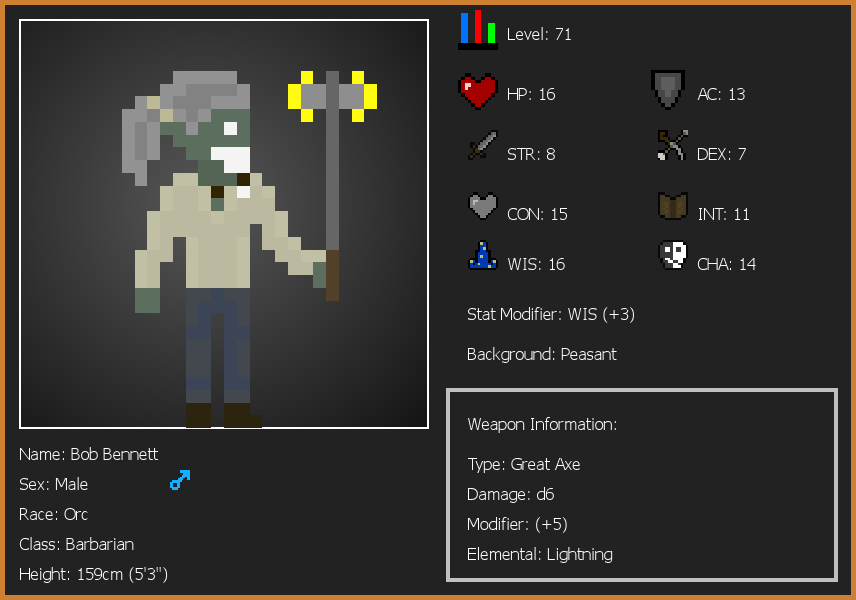 Level: 71
HP: 16
AC: 13
STR: 8
DEX: 7
CON: 15
INT: 11
WIS: 16
CHA: 14
Stat Modifier: WIS (+3)
Background: Peasant
Weapon Information:
Type: Great Axe
Damage: d6
Modifier: (+5)
Elemental: Lightning
Name: Bob Bennett
Sex: Male
Race: Orc
Class: Barbarian
Height: 159cm (5'3")